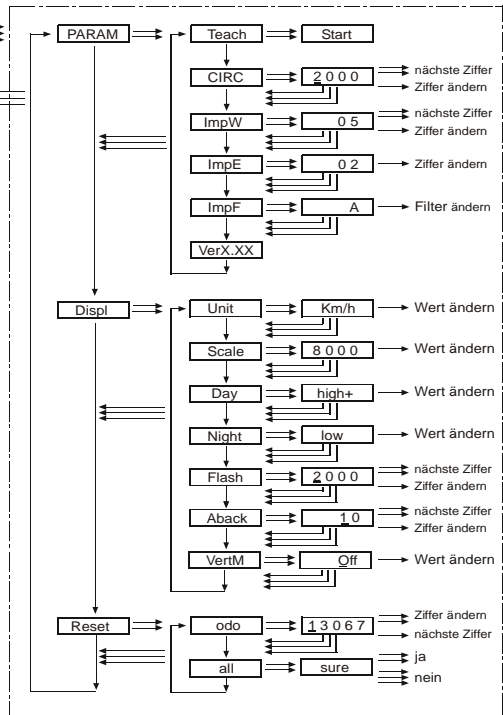 PARAM Teach Start
CIRC 2000 nächste Ziffer
Ziffer ändern
ImpW 05 nächste Ziffer
Ziffer ändern
ImpE 02 Ziffer ändern
ImpF A Filter ändern
VerX.XX
Displ Unit Km/h Wert ändern
Scale 8000 Wert ändern
Day high+ Wert ändern
Night low Wert ändern
Flash 2000 nächste Ziffer
Ziffer ändern
Aback 10 nächste Ziffer
Ziffer ändern
VertM Off Wert ändern
Reset odo 13067 Ziffer ändern
nächste Ziffer
all sure ja
nein